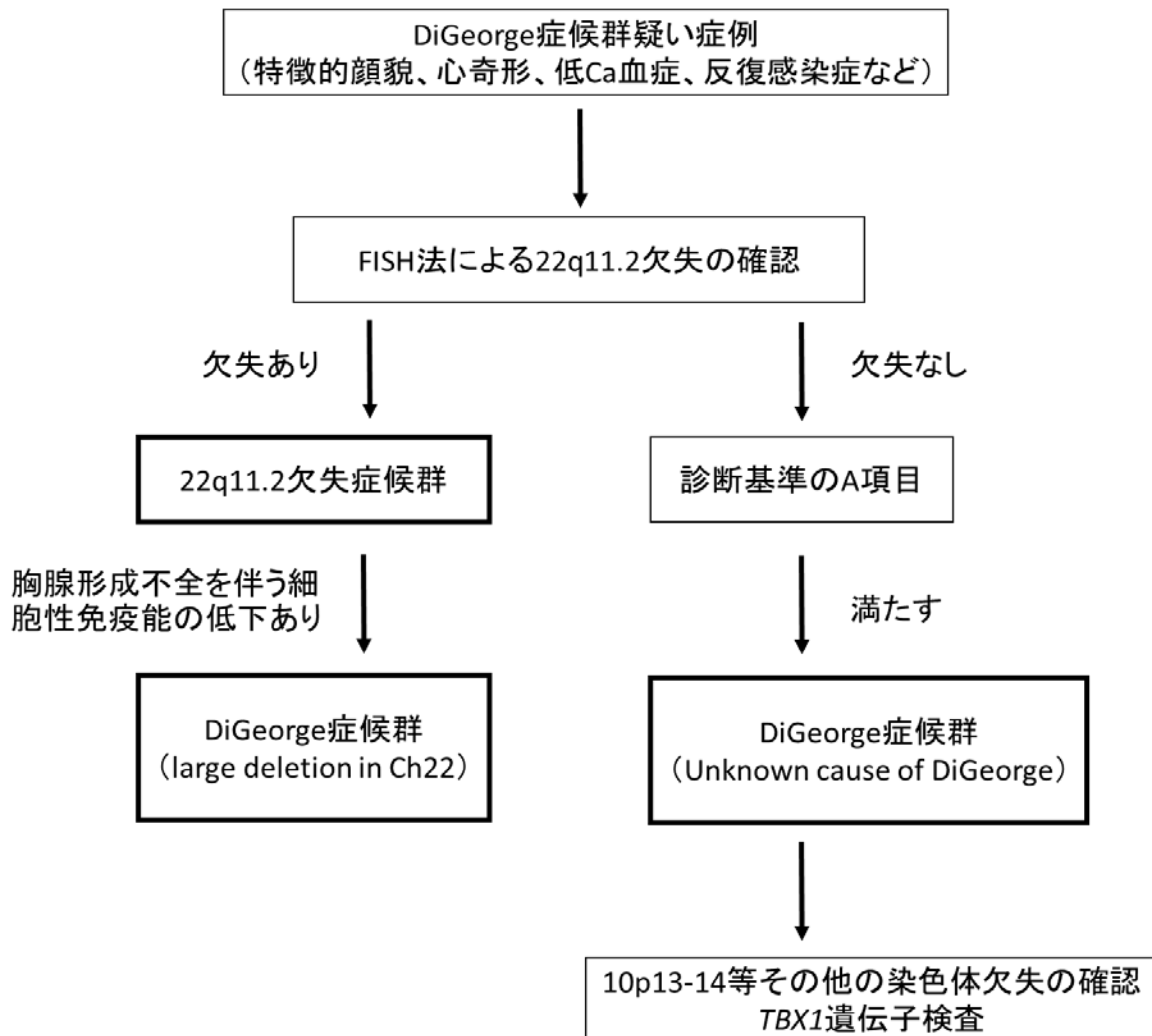 DiGeorge症候群疑い症例
（特徴的顔貌、心奇形、低Ca血症、反復感染症など）
FISH法による22q11.2欠失の確認
欠失あり
欠失なし
22q11.2欠失症候群
診断基準のA項目
胸腺形成不全を伴う細
胞性免疫能の低下あり
満たす
DiGeorge症候群
（large deletion in Ch22）
DiGeorge症候群
（Unknown cause of DiGeorge）
10p13-14等その他の染色体欠失の確認
TBX1遺伝子検査